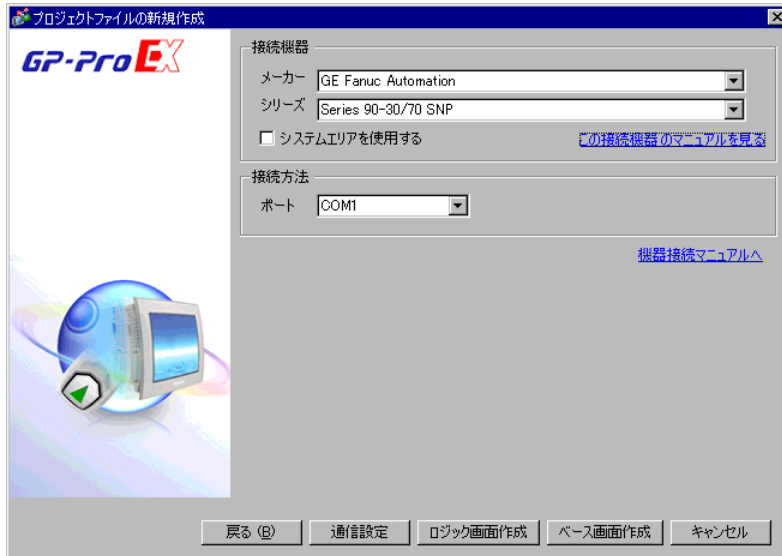 プロジェクトファイルの新規作成
GP-Pro EX
接続機器
メーカー GE Fanuc Automation
シリーズ Series 90-30/70 SNP
システムエリアを使用する この接続機器のマニュアルを見る
接続方法
ポート COM1
機器接続マニュアルへ
戻る (B) 通信設定 ロジック画面作成 ベース画面作成 キャンセル